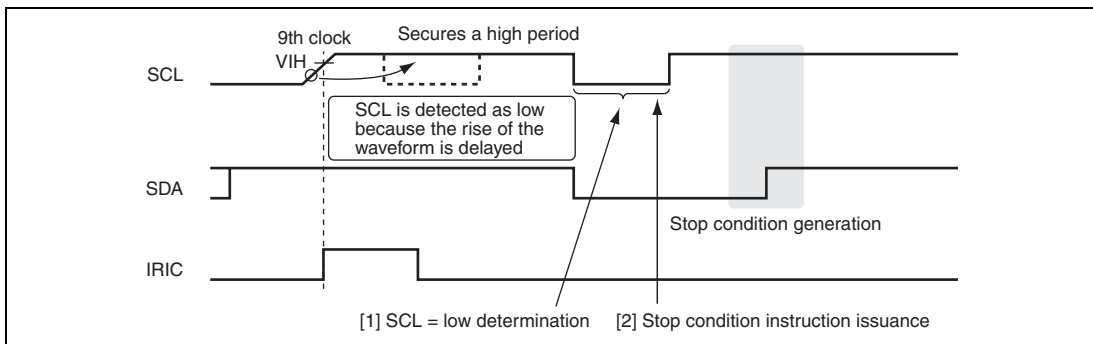 9th clock
Secures a high period
VIH
SCL
SCL is detected as low
because the rise of the
waveform is delayed
SDA
Stop condition generation
IRIC
[1] SCL = low determination
[2] Stop condition instruction issuance